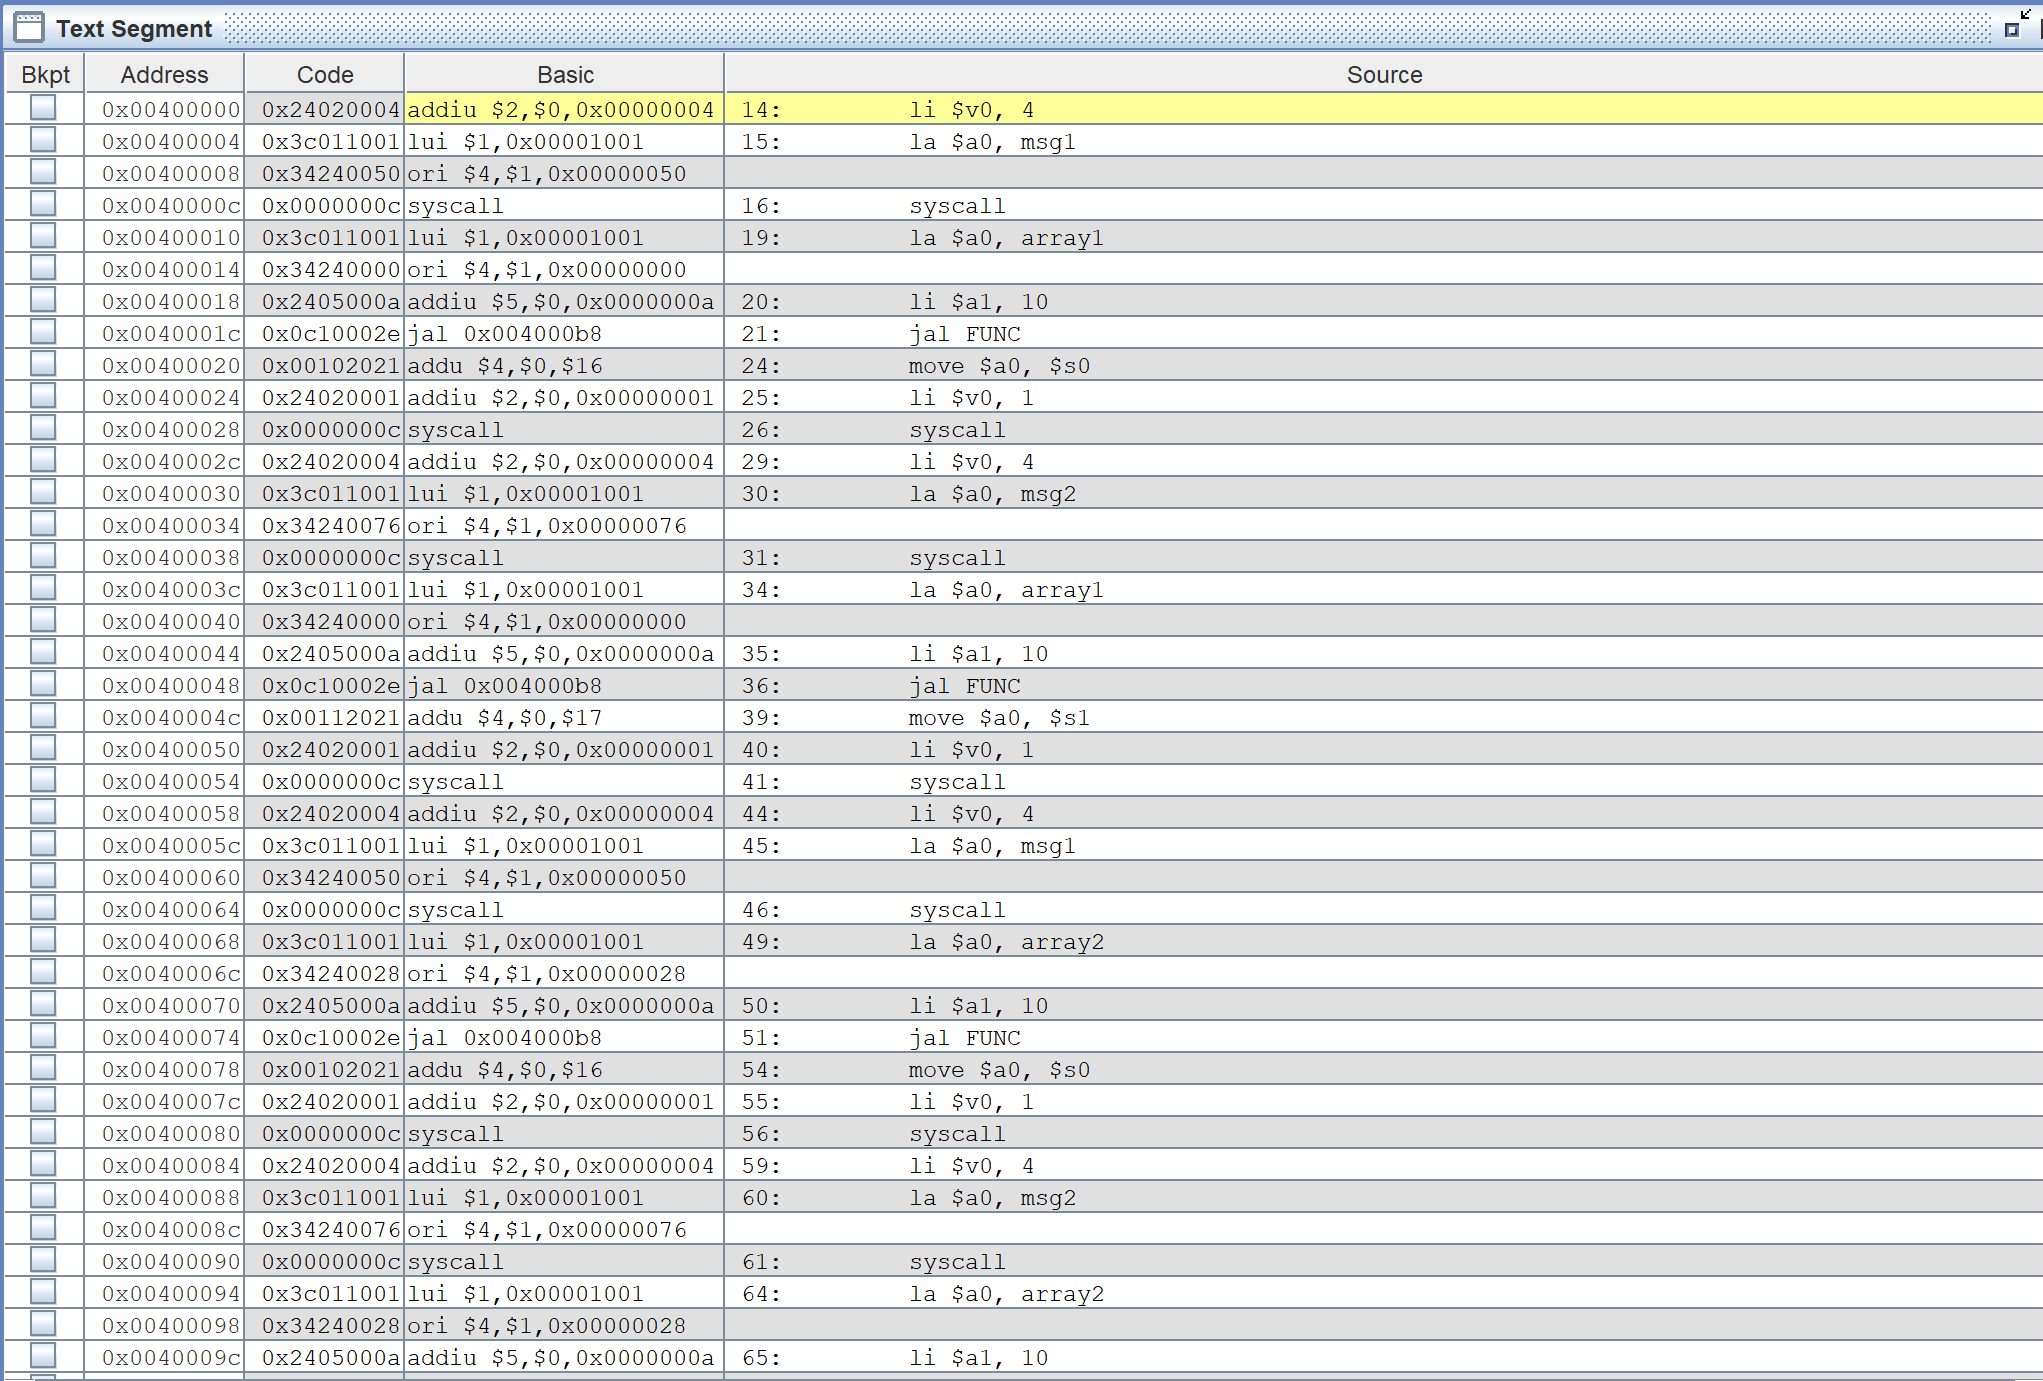 Text Segment
Bkpt Address Code Basic Source
0x00400000 0x24020004 addiu $2,$0,0x00000004 14: li $v0, 4
0x00400004 0x3c011001 lui $1,0x00001001 15: la $a0, msg1
0x00400008 0x34240050 ori $4,$1,0x00000050
0x0040000c 0x0000000c syscall 16: syscall
0x00400010 0x3c011001 lui $1,0x00001001 19: la $a0, array1
0x00400014 0x34240000 ori $4,$1,0x00000000
0x00400018 0x2405000a addiu $5,$0,0x0000000a 20: li $a1, 10
0x0040001c 0x0c10002e jal 0x004000b8 21: jal FUNC
0x00400020 0x00102021 addu $4,$0,$16 24: move $a0, $s0
0x00400024 0x24020001 addiu $2,$0,0x00000001 25: li $v0, 1
0x00400028 0x0000000c syscall 26: syscall
0x0040002c 0x24020004 addiu $2,$0,0x00000004 29: li $v0, 4
0x00400030 0x3c011001 lui $1,0x00001001 30: la $a0, msg2
0x00400034 0x34240076 ori $4,$1,0x00000076
0x00400038 0x0000000c syscall 31: syscall
0x0040003c 0x3c011001 lui $1,0x00001001 34: la $a0, array1
0x00400040 0x34240000 ori $4,$1,0x00000000
0x00400044 0x2405000a addiu $5,$0,0x0000000a 35: li $a1, 10
0x00400048 0x0c10002e jal 0x004000b8 36: jal FUNC
0x0040004c 0x00112021 addu $4,$0,$17 39: move $a0, $s1
0x00400050 0x24020001 addiu $2,$0,0x00000001 40: li $v0, 1
0x00400054 0x0000000c syscall 41: syscall
0x00400058 0x24020004 addiu $2,$0,0x00000004 44: li $v0, 4
0x0040005c 0x3c011001 lui $1,0x00001001 45: la $a0, msg1
0x00400060 0x34240050 ori $4,$1,0x00000050
0x00400064 0x0000000c syscall 46: syscall
0x00400068 0x3c011001 lui $1,0x00001001 49: la $a0, array2
0x0040006c 0x34240028 ori $4,$1,0x00000028
0x00400070 0x2405000a addiu $5,$0,0x0000000a 50: li $a1, 10
0x00400074 0x0c10002e jal 0x004000b8 51: jal FUNC
0x00400078 0x00102021 addu $4,$0,$16 54: move $a0, $s0
0x0040007c 0x24020001 addiu $2,$0,0x00000001 55: li $v0, 1
0x00400080 0x0000000c syscall 56: syscall
0x00400084 0x24020004 addiu $2,$0,0x00000004 59: li $v0, 4
0x00400088 0x3c011001 lui $1,0x00001001 60: la $a0, msg2
0x0040008c 0x34240076 ori $4,$1,0x00000076
0x00400090 0x0000000c syscall 61: syscall
0x00400094 0x3c011001 lui $1,0x00001001 64: la $a0, array2
0x00400098 0x34240028 ori $4,$1,0x00000028
0x0040009c 0x2405000a addiu $5,$0,0x0000000a 65: li $a1, 10